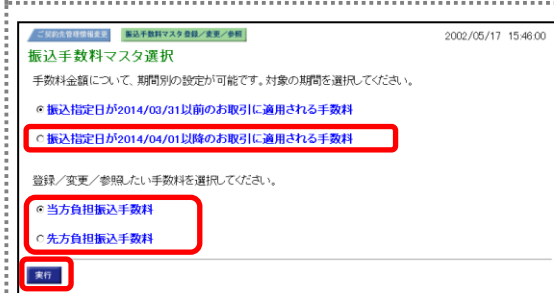 ご契約先管理情報変更 振込手数料マスタ登録/変更/参照 2002/05/17 15:46:00
振込手数料マスタ選択
手数料金額について、期間別の設定が可能です。対象の期間を選択してください。
振込指定日が2014/03/31以前のお取引に適用される手数料
振込指定日が2014/04/01以降のお取引に適用される手数料
登録/変更/参照したい手数料を選択してください。
当方負担振込手数料
先方負担振込手数料
実行